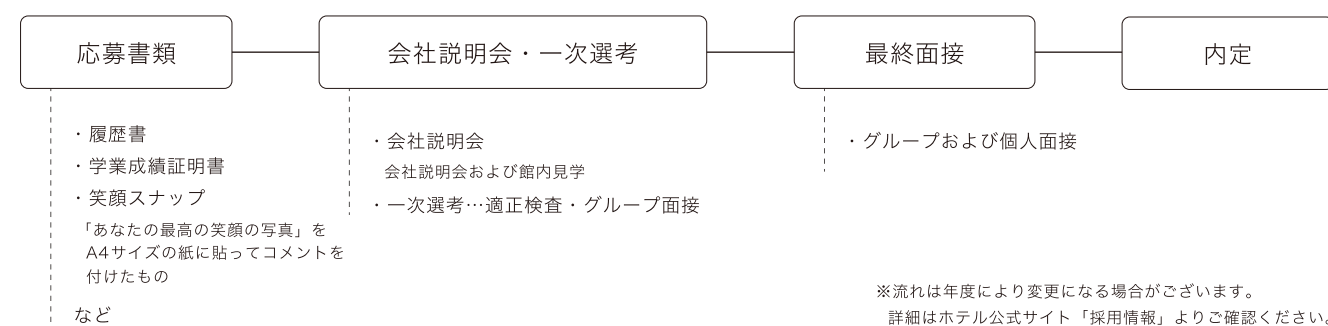 応募書類
会社説明会・一次選考
最終面接
内定
・履歴書
・学業成績証明書
・笑顔スナップ
「あなたの最高の笑顔の写真」を
A4サイズの紙に貼ってコメントを
付けたもの
など
・会社説明会
会社説明会および館内見学
・一次選考…適正検査・グループ面接
・グループおよび個人面接
※流れは年度により変更になる場合がございます。
詳細はホテル公式サイト「採用情報」よりご確認ください。